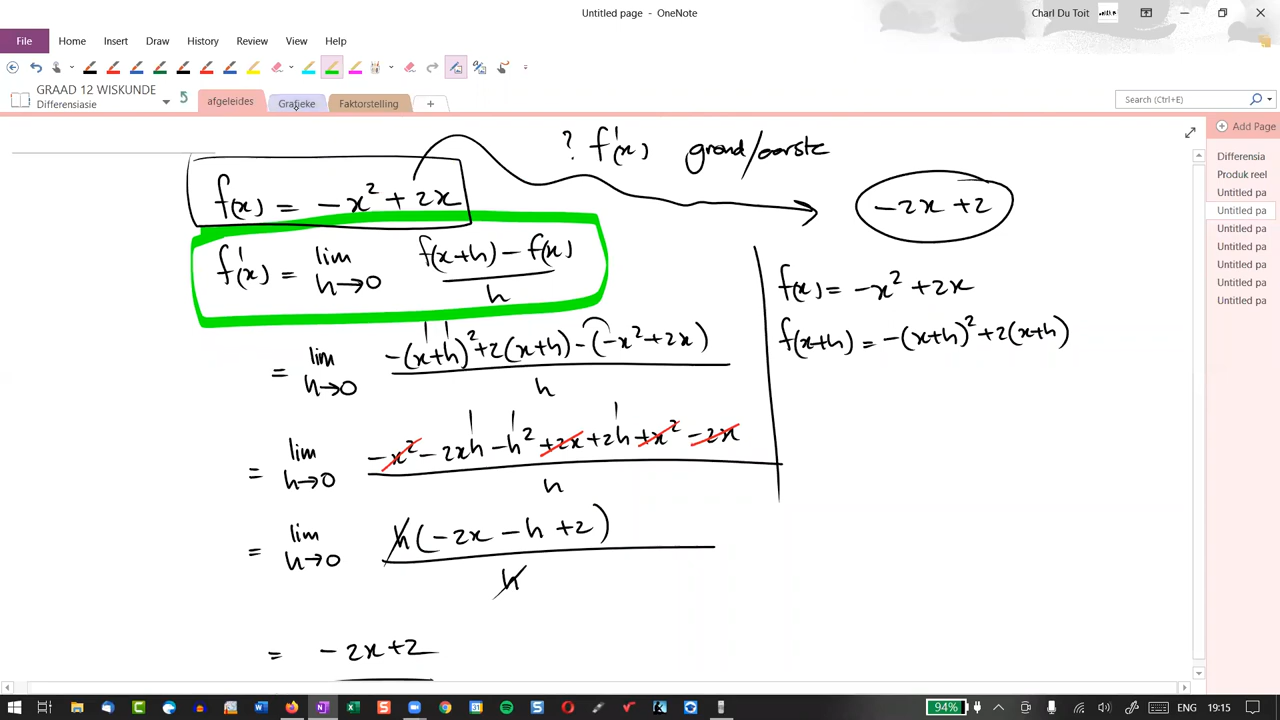 Untitled page - OneNote
Charl Du Toit
File Home Insert Draw History Review View Help
GRAAD 12 WISKUNDE
Differensiasie
afgeleides Grafieke Faktorstelling +
Search (Ctrl+E)
Add Page
Differensia
Produk reel
Untitled pa
Untitled pa
Untitled pa
Untitled pa
Untitled pa
Untitled pa
Untitled pa
? f'(x) grond/eerste
f(x) = -x² + 2x
-2x + 2
f'(x) = lim h→0 f(x+h) - f(x) / h
f(x) = -x² + 2x
f(x+h) = -(x+h)² + 2(x+h)
= lim h→0 -(x+h)² + 2(x+h) - (-x² + 2x) / h
= lim h→0 -x² - 2xh - h² + 2x + 2h + x² - 2x / h
= lim h→0 h(-2x - h + 2) / h
= -2x + 2
94% ENG 19:15